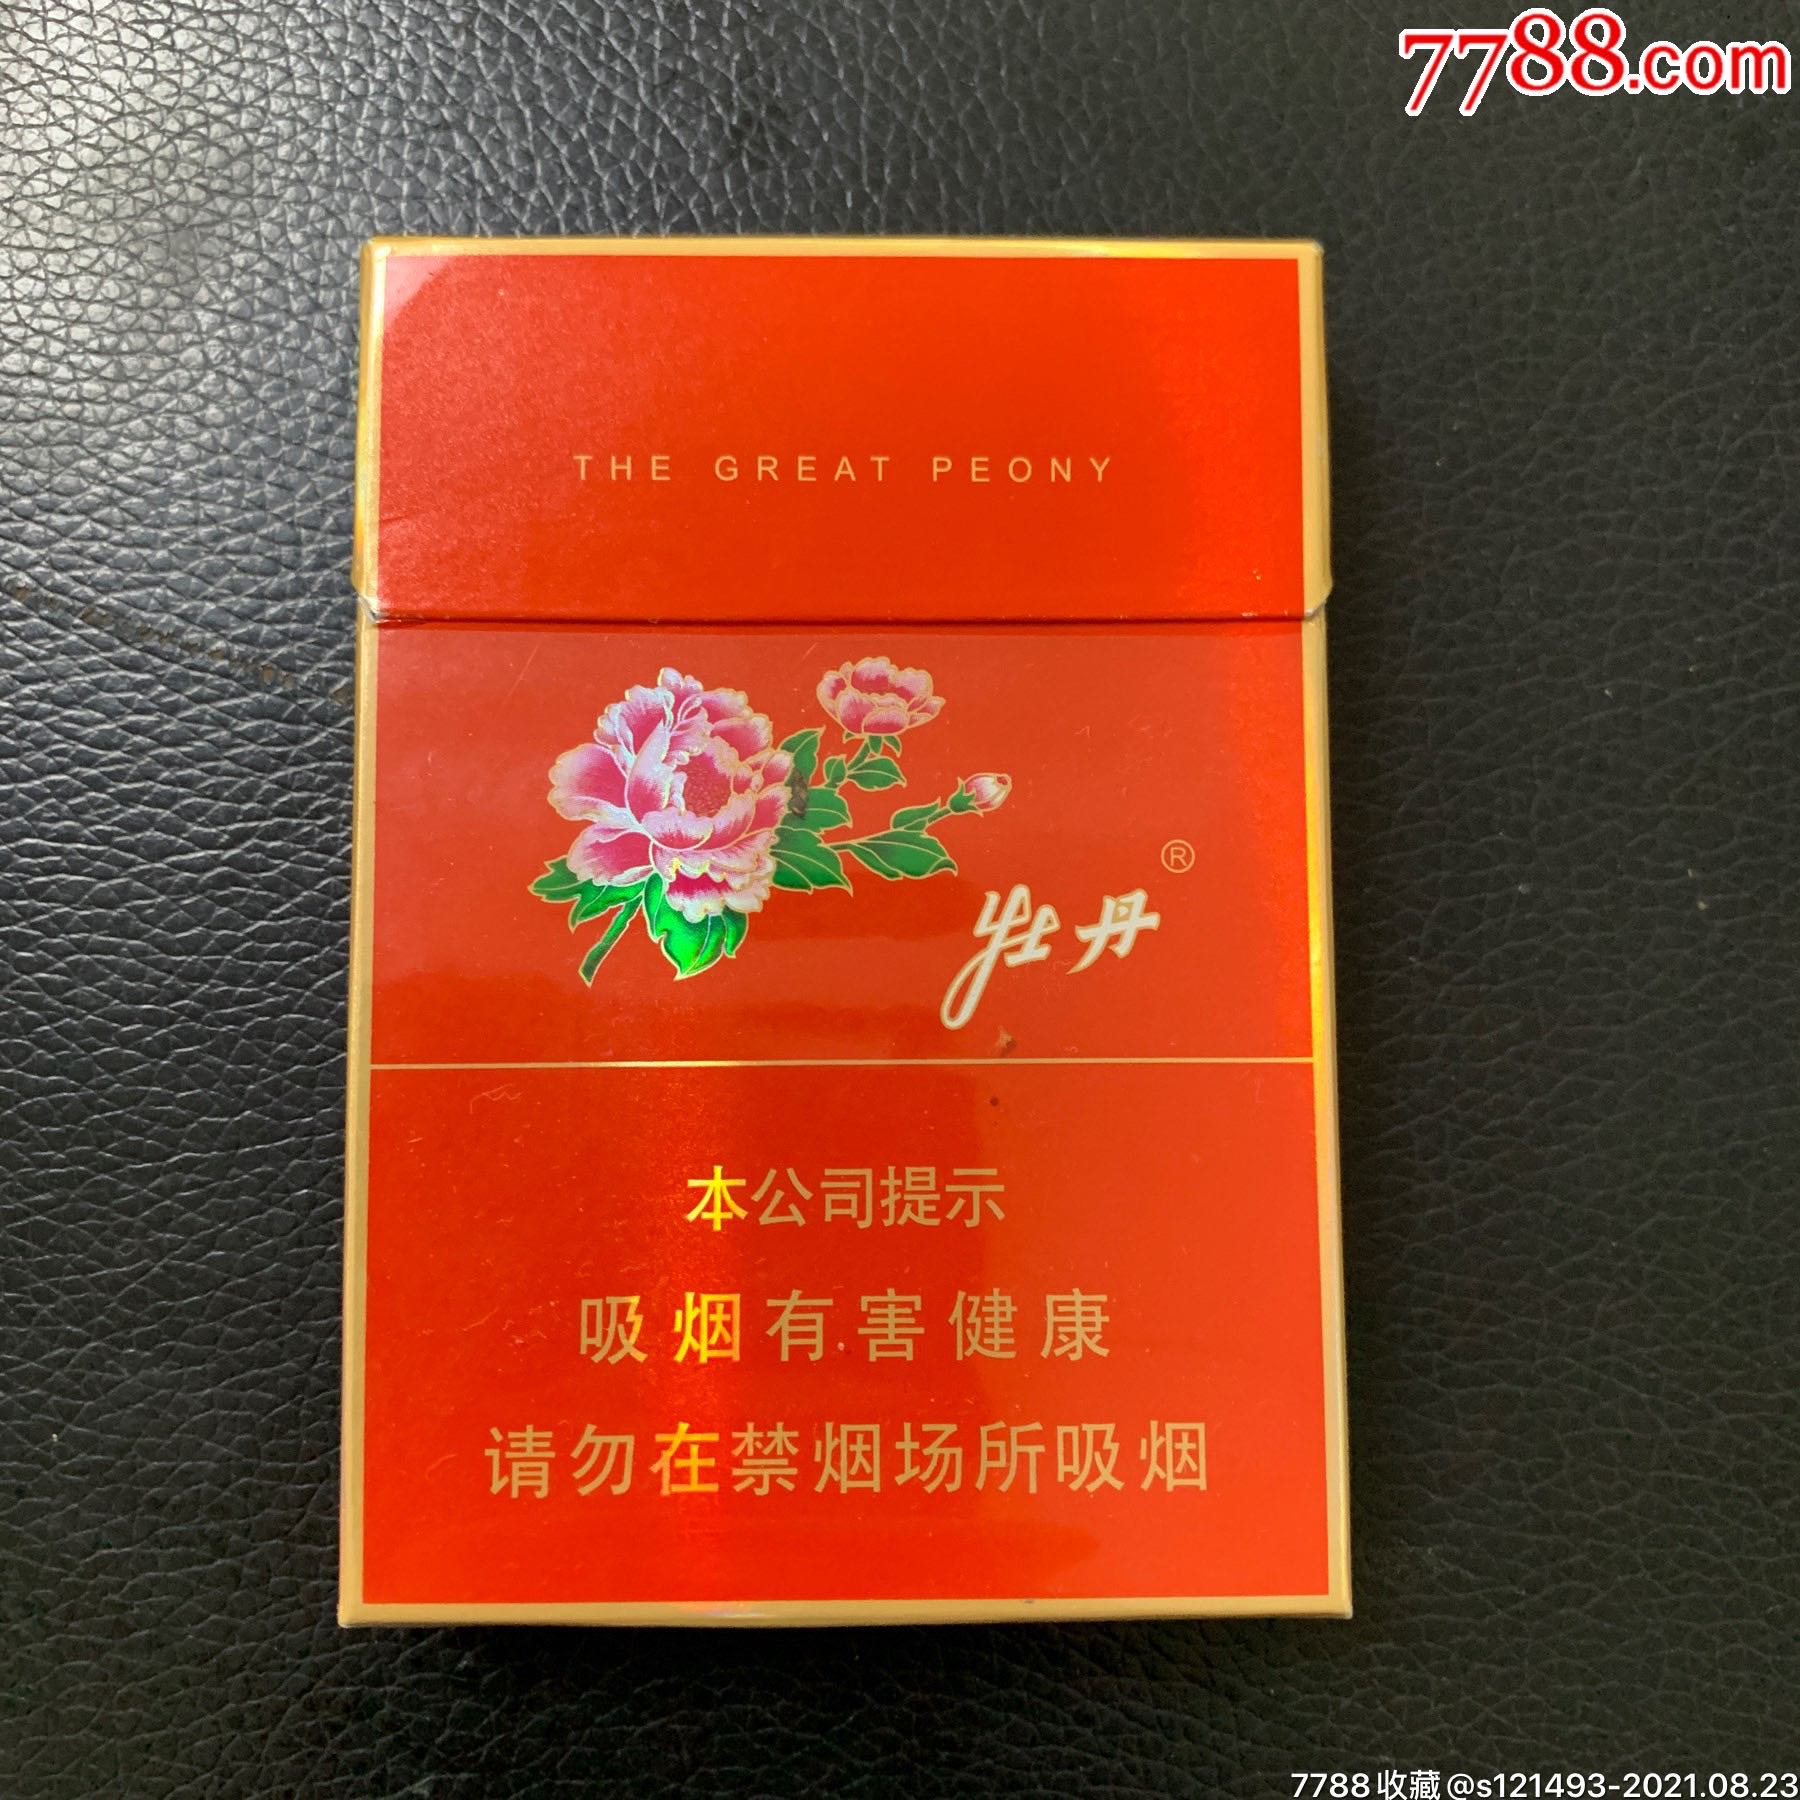 7788.com
THE GREAT PEONY
®
牡丹
本公司提示
吸烟有害健康
请勿在禁烟场所吸烟
7788收藏@s121493-2021.08.23